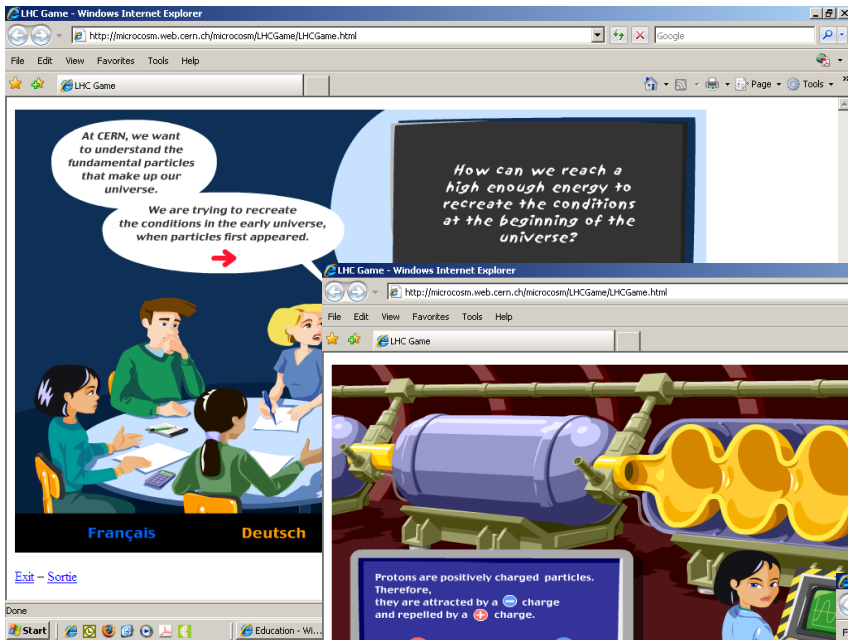 LHC Game - Windows Internet Explorer
http://microcosm.web.cern.ch/microcosm/LHCGame/LHCGame.html
Google
File Edit View Favorites Tools Help
LHC Game
Page Tools
At CERN, we want
to understand the
fundamental particles
that make up our
universe.
We are trying to recreate
the conditions in the early universe,
when particles first appeared.
How can we reach a
high enough energy to
recreate the conditions
at the beginning of the
universe?
Français Deutsch
Exit – Sortie
Done
Start
Education - Wi...
LHC Game - Windows Internet Explorer
http://microcosm.web.cern.ch/microcosm/LHCGame/LHCGame.html
File Edit View Favorites Tools Help
LHC Game
Protons are positively charged particles.
Therefore,
they are attracted by a − charge
and repelled by a + charge.